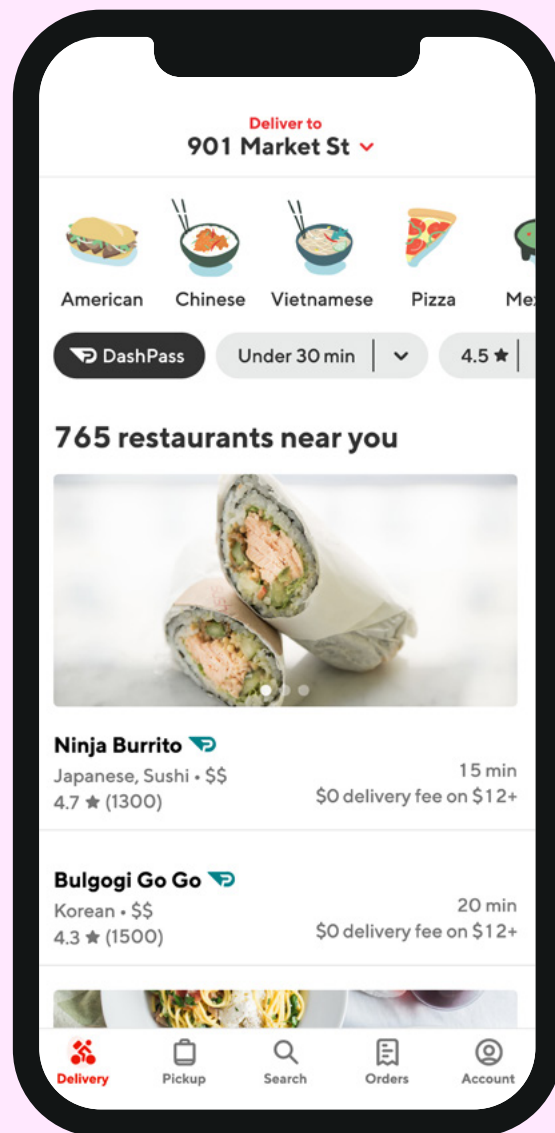 Deliver to
901 Market St
American Chinese Vietnamese Pizza
DashPass Under 30 min 4.5 ★
765 restaurants near you
Ninja Burrito
Japanese, Sushi • $$
15 min
4.7 ★ (1300)
$0 delivery fee on $12+
Bulgogi Go Go
Korean • $$
20 min
4.3 ★ (1500)
$0 delivery fee on $12+
Delivery Pickup Search Orders Account